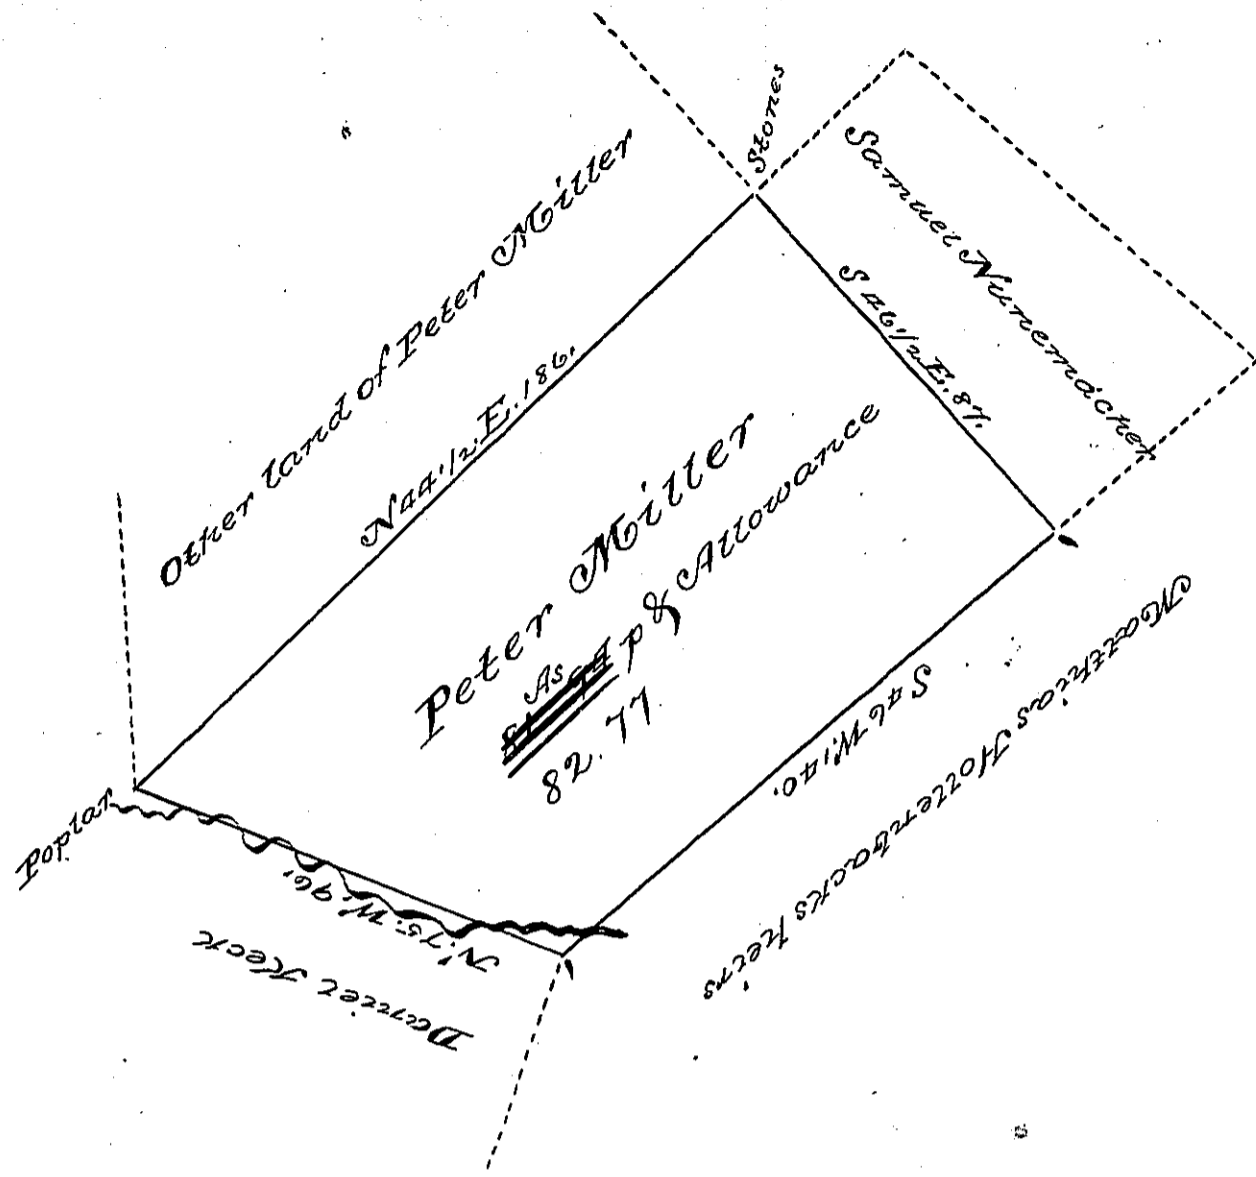 Stones
Other land of Peter Miller
Samuel Nunemacher
N 44 1/2 E. 186.
S 46 1/2 E. 87.
Peter Miller
As p & Allowance
82. 77
S 46 W. 140.
Matthias Hollenbacks heirs
Poplar
N. 75. W. 96.
Daniel Keck